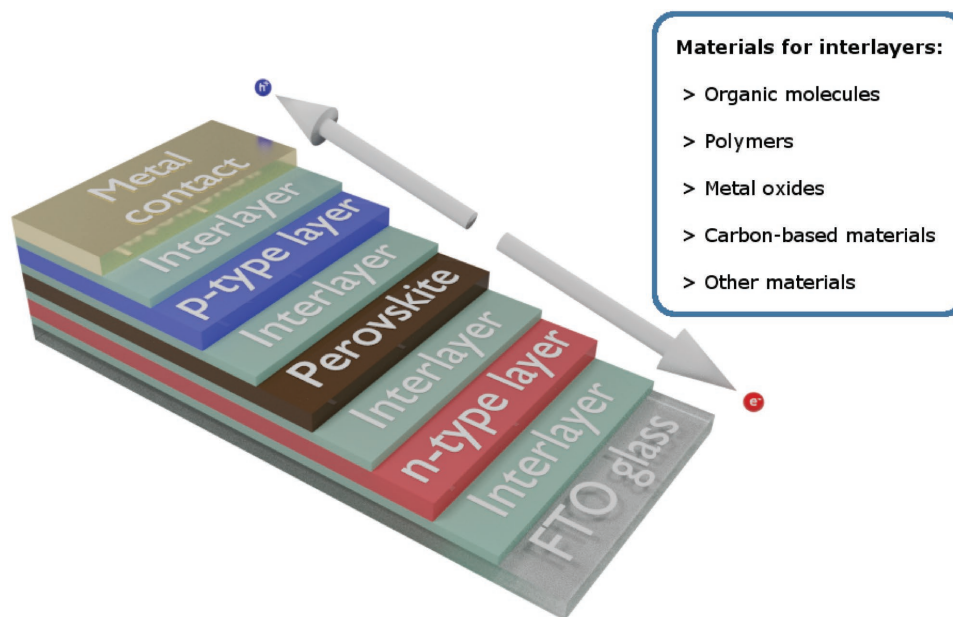 Materials for interlayers:
> Organic molecules
> Polymers
> Metal oxides
> Carbon-based materials
> Other materials
h⁺
Metal
contact
Interlayer
p-type layer
Interlayer
Perovskite
Interlayer
n-type layer
Interlayer
FTO glass
e⁻